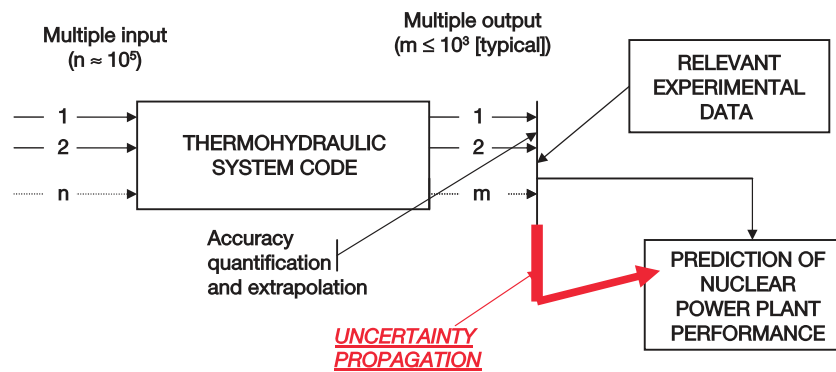 Multiple input
(n ≈ 10⁵)
Multiple output
(m ≤ 10³ [typical])
RELEVANT
EXPERIMENTAL
DATA
1
2
n
THERMOHYDRAULIC
SYSTEM CODE
1
2
m
Accuracy
quantification
and extrapolation
UNCERTAINTY
PROPAGATION
PREDICTION OF
NUCLEAR
POWER PLANT
PERFORMANCE